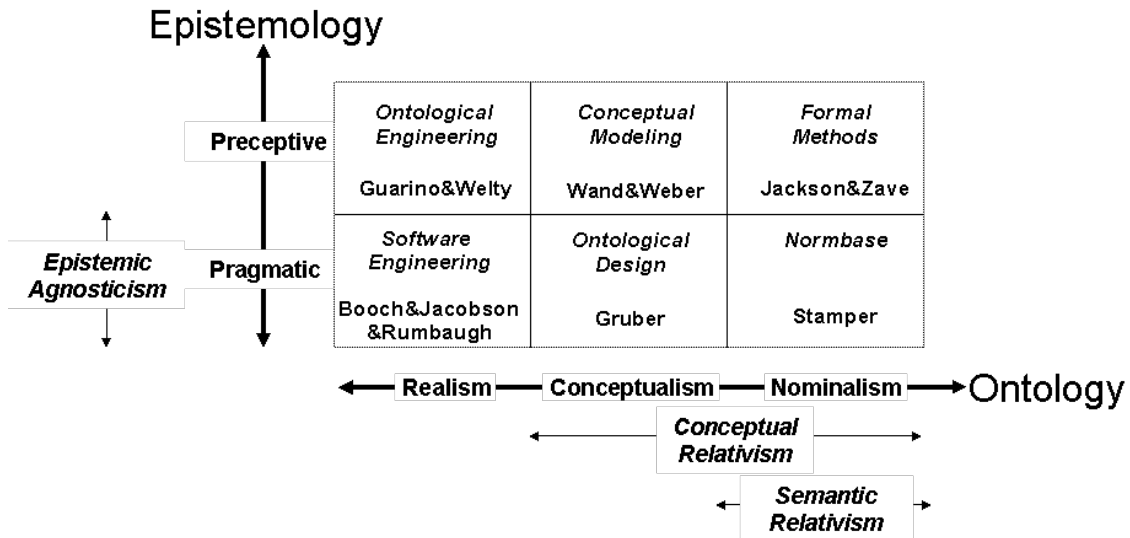 Epistemology
Ontological
Engineering
Conceptual
Modeling
Formal
Methods
Preceptive
Guarino&Welty
Wand&Weber
Jackson&Zave
Software
Engineering
Ontological
Design
Normbase
Epistemic
Agnosticism
Pragmatic
Booch&Jacobson
&Rumbaugh
Gruber
Stamper
Realism
Conceptualism
Nominalism
Ontology
Conceptual
Relativism
Semantic
Relativism